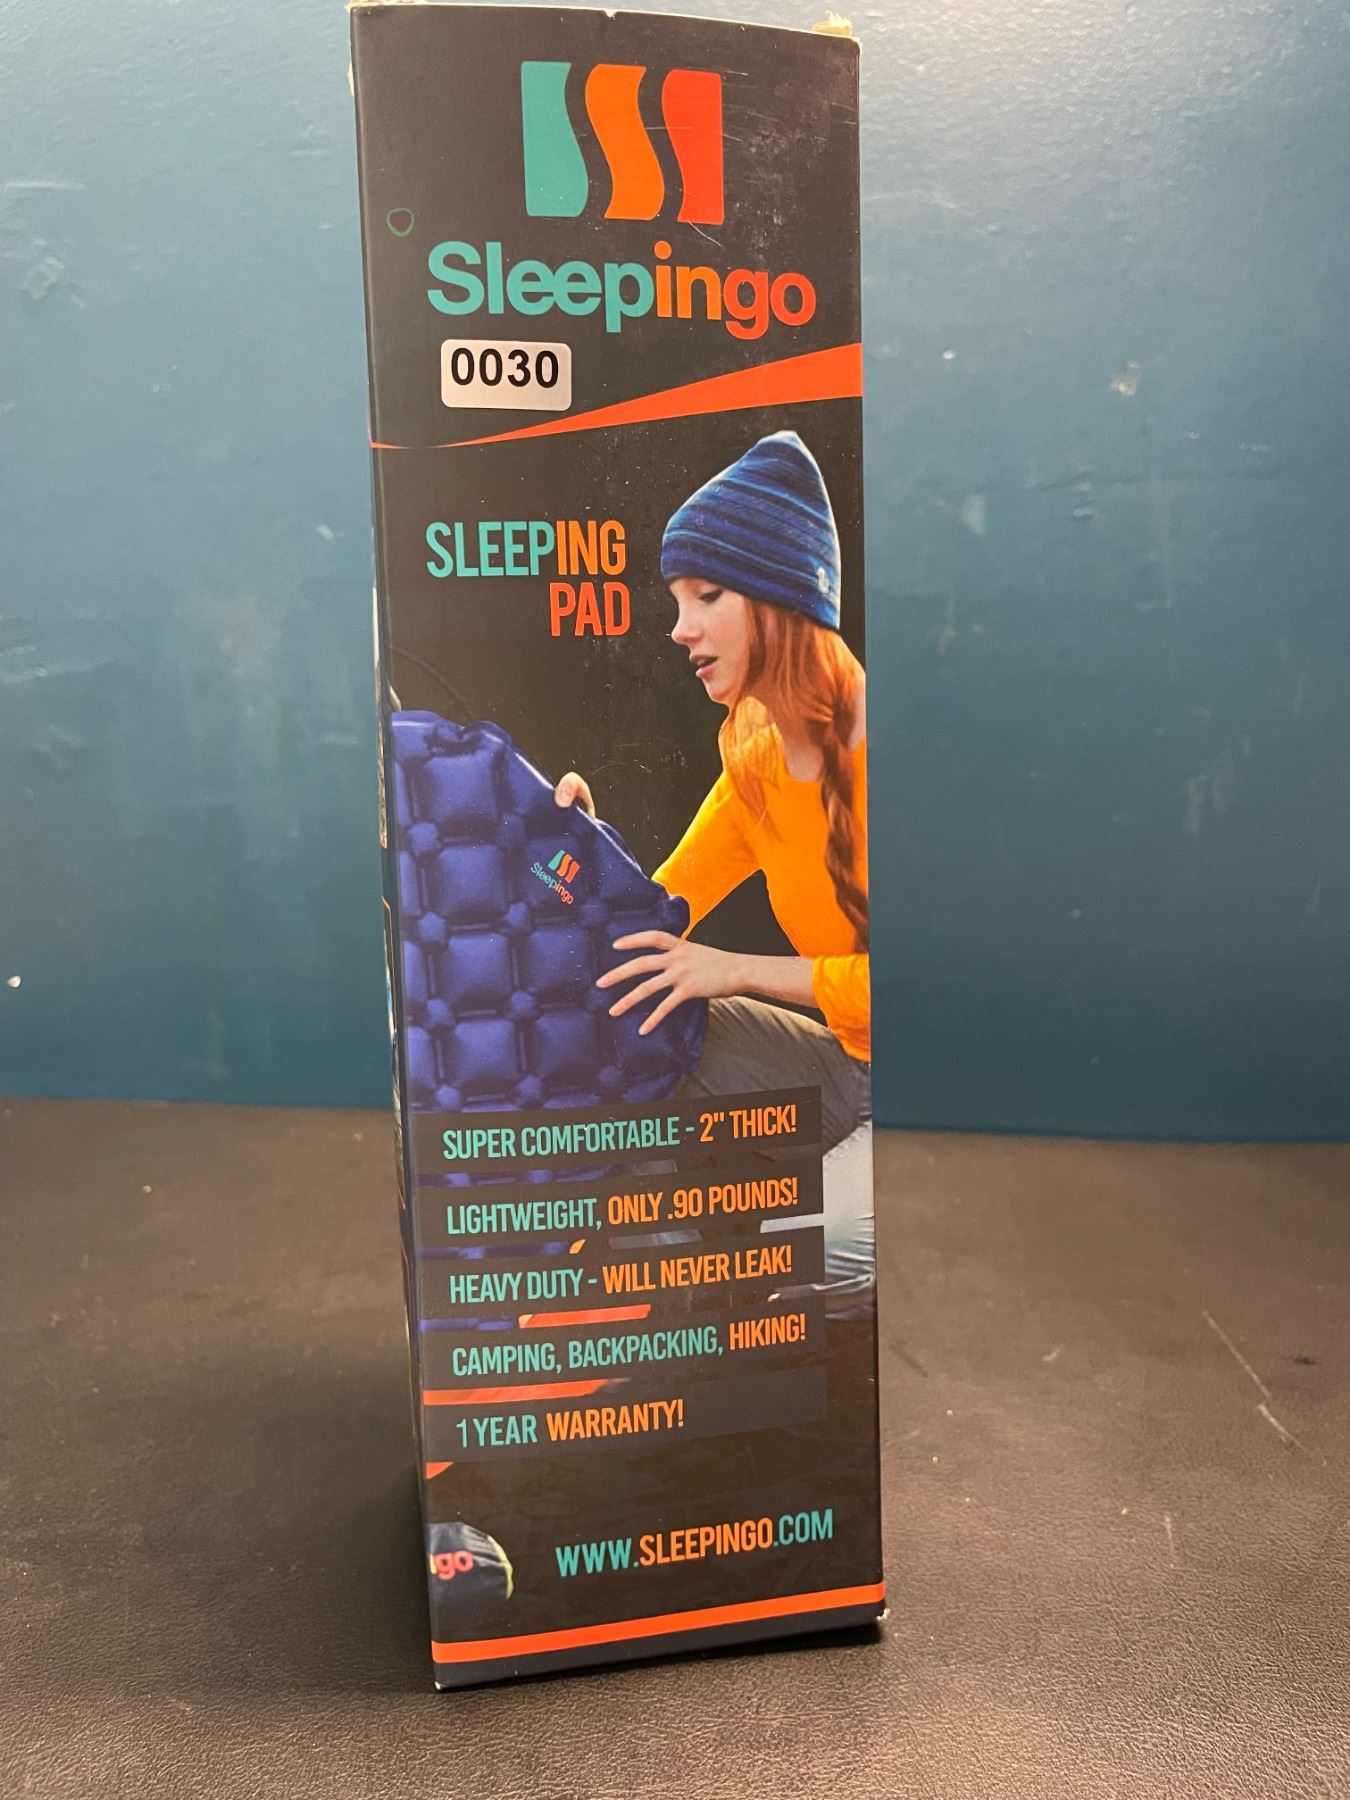 Sleepingo
0030
SLEEPING
PAD
Sleepingo
SUPER COMFORTABLE - 2" THICK!
LIGHTWEIGHT, ONLY .90 POUNDS!
HEAVY DUTY - WILL NEVER LEAK!
CAMPING, BACKPACKING, HIKING!
1 YEAR WARRANTY!
go
WWW.SLEEPINGO.COM